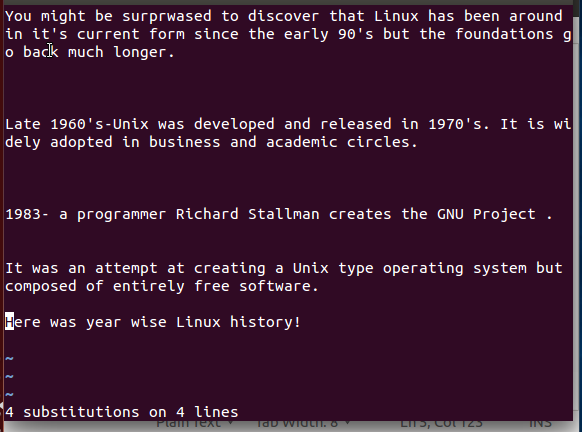 You might be surprwased to discover that Linux has been around
in it's current form since the early 90's but the foundations g
o back much longer.
Late 1960's-Unix was developed and released in 1970's. It is wi
dely adopted in business and academic circles.
1983- a programmer Richard Stallman creates the GNU Project .
It was an attempt at creating a Unix type operating system but
composed of entirely free software.
Here was year wise Linux history!
~
~
~
4 substitutions on 4 lines
Plain Text Tab Width: 8 Ln 5, Col 123 INS